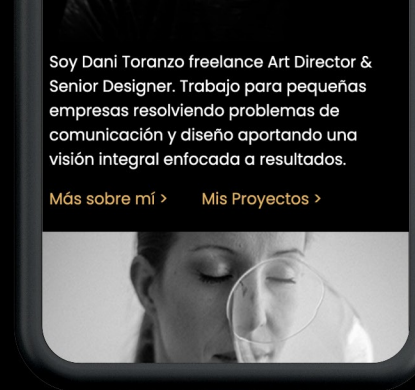 Soy Dani Toranzo freelance Art Director &
Senior Designer. Trabajo para pequeñas
empresas resolviendo problemas de
comunicación y diseño aportando una
visión integral enfocada a resultados.
Más sobre mí > Mis Proyectos >